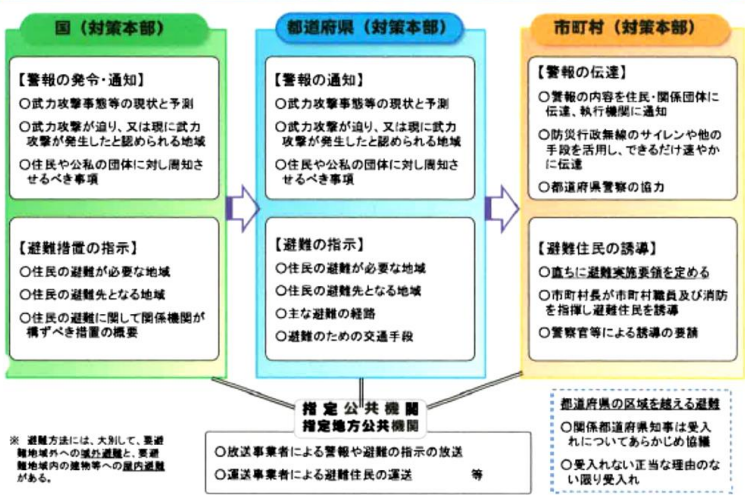 国（対策本部）
【警報の発令・通知】
○武力攻撃事態等の現状と予測
○武力攻撃が迫り、又は現に武力
攻撃が発生したと認められる地域
○住民や公私の団体に対し周知さ
せるべき事項
【避難措置の指示】
○住民の避難が必要な地域
○住民の避難先となる地域
○住民の避難に関して関係機関が
構ずべき措置の概要
都道府県（対策本部）
【警報の通知】
○武力攻撃事態等の現状と予測
○武力攻撃が迫り、又は現に武力
攻撃が発生したと認められる地域
○住民や公私の団体に対し周知さ
せるべき事項
【避難の指示】
○住民の避難が必要な地域
○住民の避難先となる地域
○主な避難の経路
○避難のための交通手段
市町村（対策本部）
【警報の伝達】
○警報の内容を住民・関係団体に
伝達、執行機関に通知
○防災行政無線のサイレンや他の
手段を活用し、できるだけ速やか
に伝達
○都道府県警察の協力
【避難住民の誘導】
○直ちに避難実施要領を定める
○市町村長が市町村職員及び消防
を指揮し避難住民を誘導
○警察官等による誘導の要請
指定公共機関
指定地方公共機関
○放送事業者による警報や避難の指示の放送
○運送事業者による避難住民の運送 等
※ 避難方法には、大別して、要避
難地域外への域外避難と、要避
難地域内の建物等への屋内避難
がある。
都道府県の区域を越える避難
○関係都道府県知事は受入
れについてあらかじめ協議
○受入れない正当な理由のな
い限り受入れ